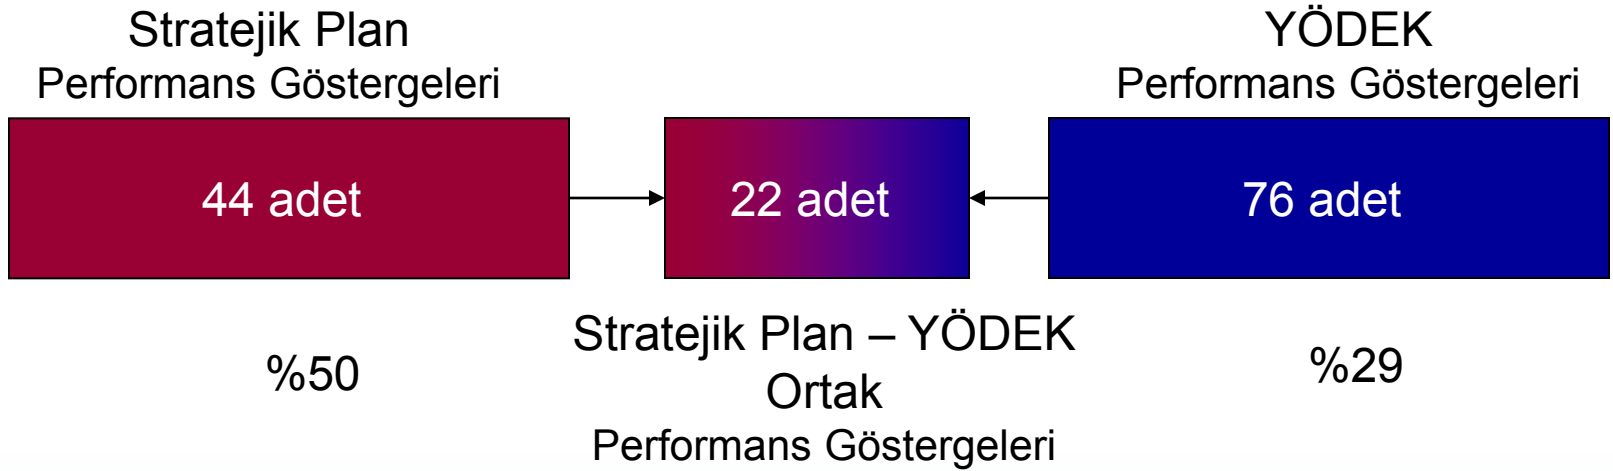 Stratejik Plan
Performans Göstergeleri
YÖDEK
Performans Göstergeleri
44 adet
22 adet
76 adet
%50
Stratejik Plan – YÖDEK
Ortak
Performans Göstergeleri
%29